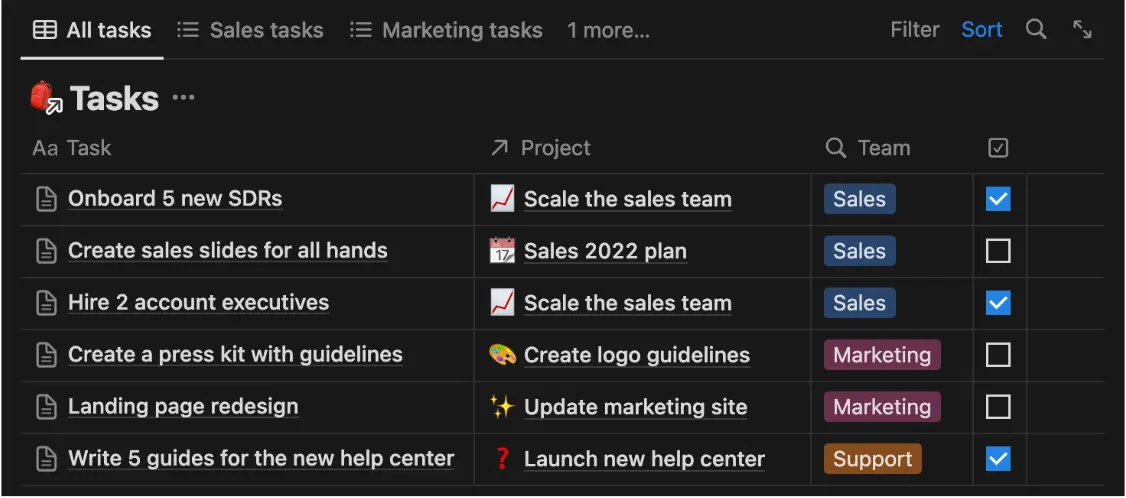 All tasks Sales tasks Marketing tasks 1 more... Filter Sort
Tasks ...
Aa Task Project Team
Onboard 5 new SDRs Scale the sales team Sales
Create sales slides for all hands 17 Sales 2022 plan Sales
Hire 2 account executives Scale the sales team Sales
Create a press kit with guidelines Create logo guidelines Marketing
Landing page redesign Update marketing site Marketing
Write 5 guides for the new help center Launch new help center Support